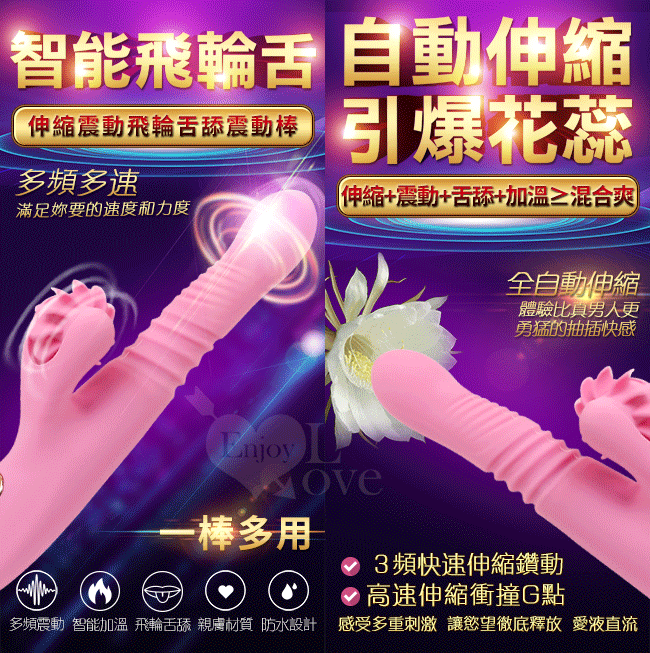 智能飛輪舌
伸縮震動飛輪舌舔震動棒
多頻多速
滿足妳要的速度和力度
一棒多用
多頻震動 智能加溫 飛輪舌舔 親膚材質 防水設計
自動伸縮
引爆花蕊
伸縮+震動+舌舔+加溫≥混合爽
全自動伸縮
體驗比真男人更
勇猛的抽插快感
3頻快速伸縮鑽動
高速伸縮衝撞G點
感受多重刺激 讓慾望徹底釋放 愛液直流
Enjoy Love